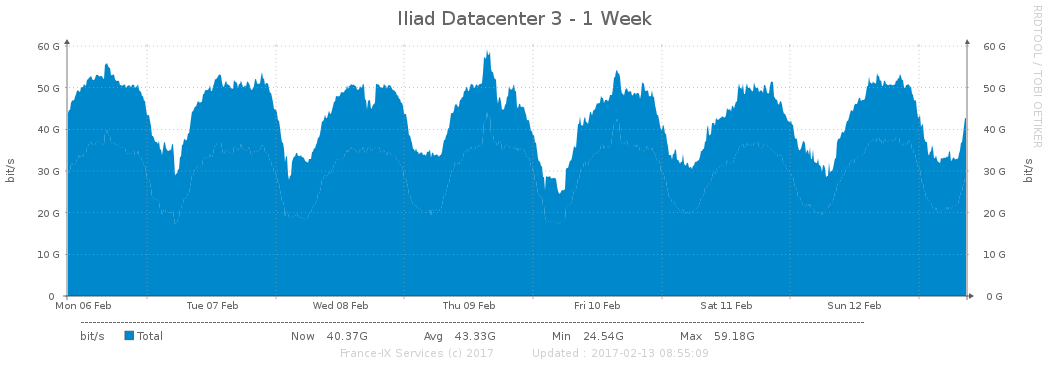 Iliad Datacenter 3 - 1 Week
RRDTOOL / TOBI OETIKER
60 G 60 G
50 G 50 G
40 G 40 G
30 G 30 G
20 G 20 G
10 G 10 G
0 0 G
bit/s bit/s
Mon 06 Feb Tue 07 Feb Wed 08 Feb Thu 09 Feb Fri 10 Feb Sat 11 Feb Sun 12 Feb
bit/s Total Now 40.37G Avg 43.33G Min 24.54G Max 59.18G
France-IX Services (c) 2017 Updated : 2017-02-13 08:55:09